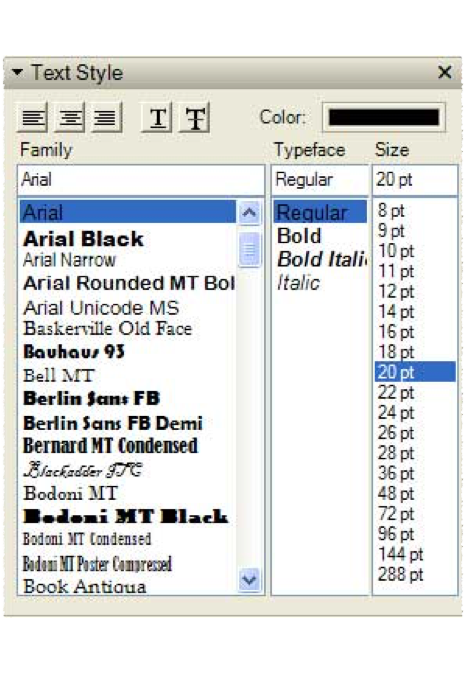 Text Style
T T Color:
Family Typeface Size
Arial Regular 20 pt
Arial
Arial Black
Arial Narrow
Arial Rounded MT Bol
Arial Unicode MS
Baskerville Old Face
Bauhaus 93
Bell MT
Berlin Sans FB
Berlin Sans FB Demi
Bernard MT Condensed
Blackadder ITC
Bodoni MT
Bodoni MT Black
Bodoni MT Condensed
Bodoni MT Poster Compressed
Book Antiqua
Regular
Bold
Bold Itali
Italic
8 pt
9 pt
10 pt
11 pt
12 pt
14 pt
16 pt
18 pt
20 pt
22 pt
24 pt
26 pt
28 pt
36 pt
48 pt
72 pt
96 pt
144 pt
288 pt